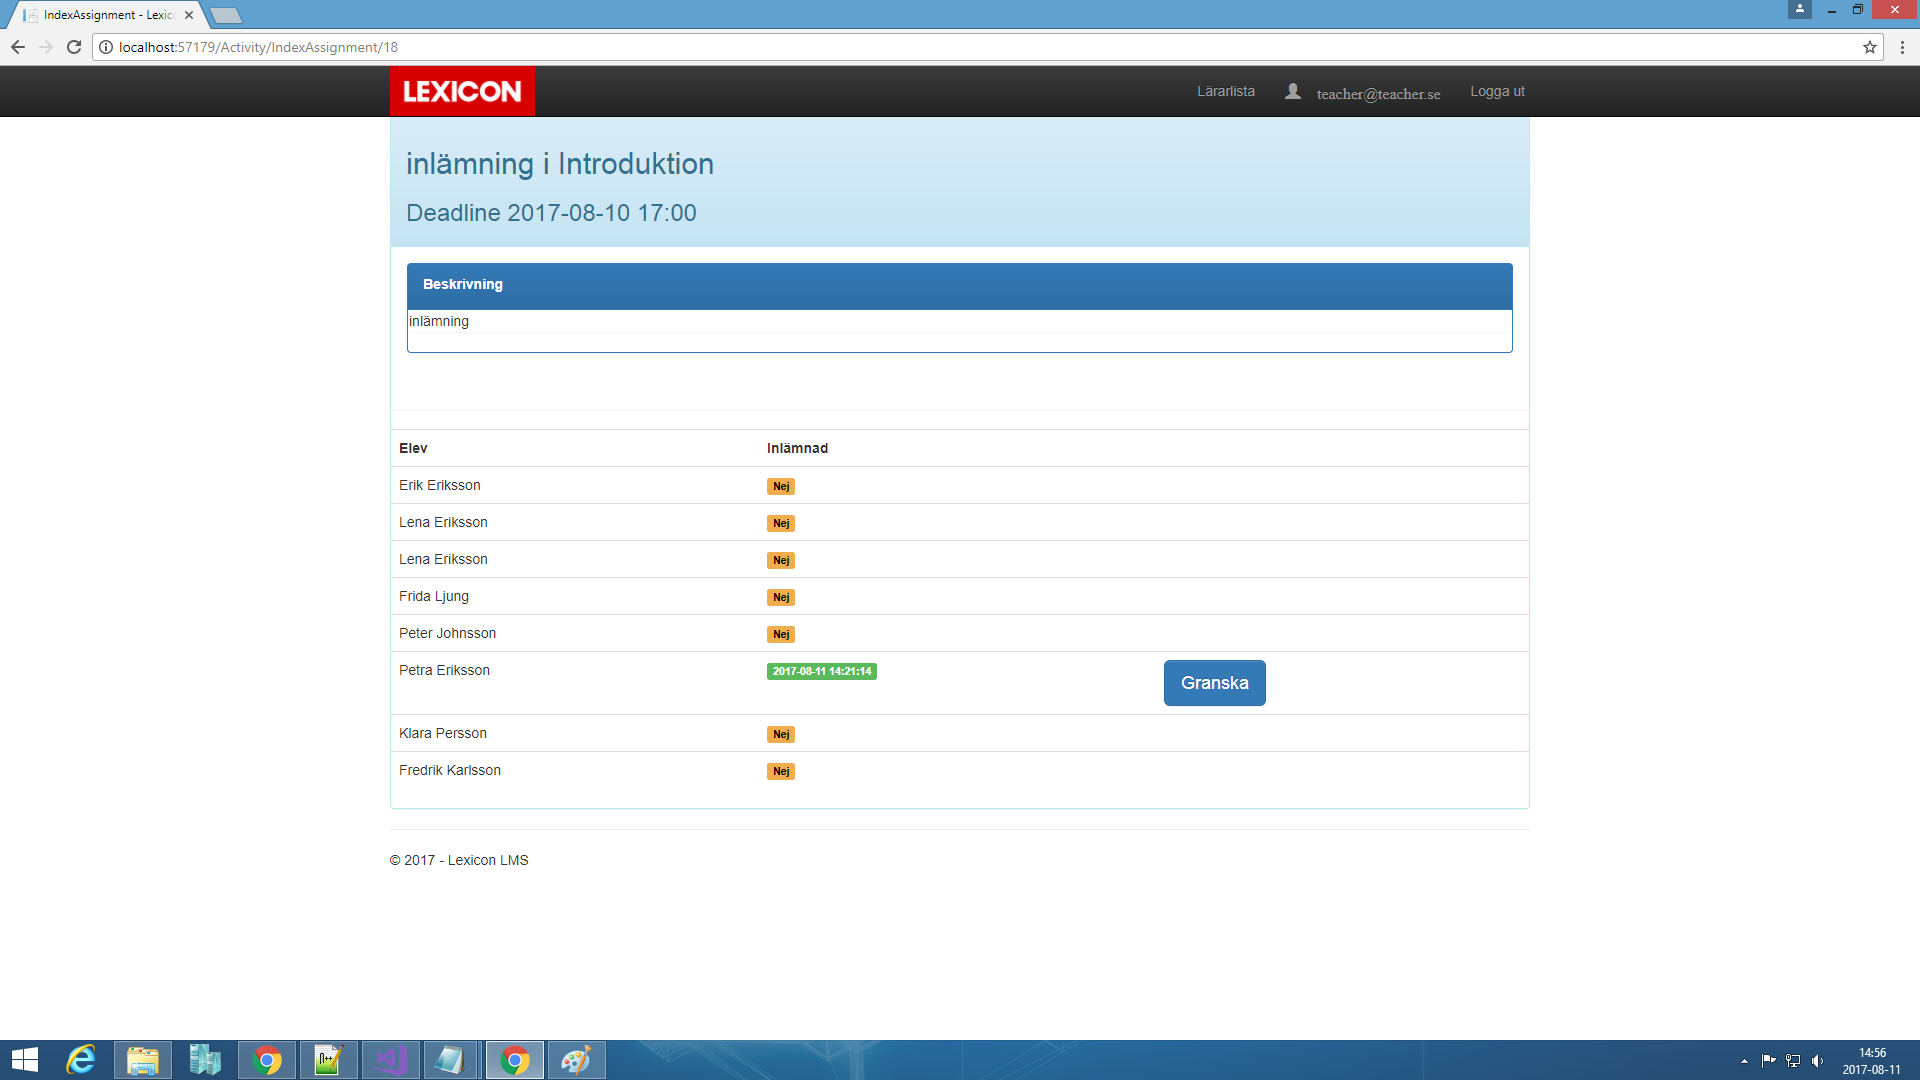 IndexAssignment - Lexic
localhost:57179/Activity/IndexAssignment/18
LEXICON
Lärarlista
teacher@teacher.se
Logga ut
inlämning i Introduktion
Deadline 2017-08-10 17:00
Beskrivning
inlämning
Elev Inlämnad
Erik Eriksson Nej
Lena Eriksson Nej
Lena Eriksson Nej
Frida Ljung Nej
Peter Johnsson Nej
Petra Eriksson 2017-08-11 14:21:14 Granska
Klara Persson Nej
Fredrik Karlsson Nej
© 2017 - Lexicon LMS
14:56
2017-08-11